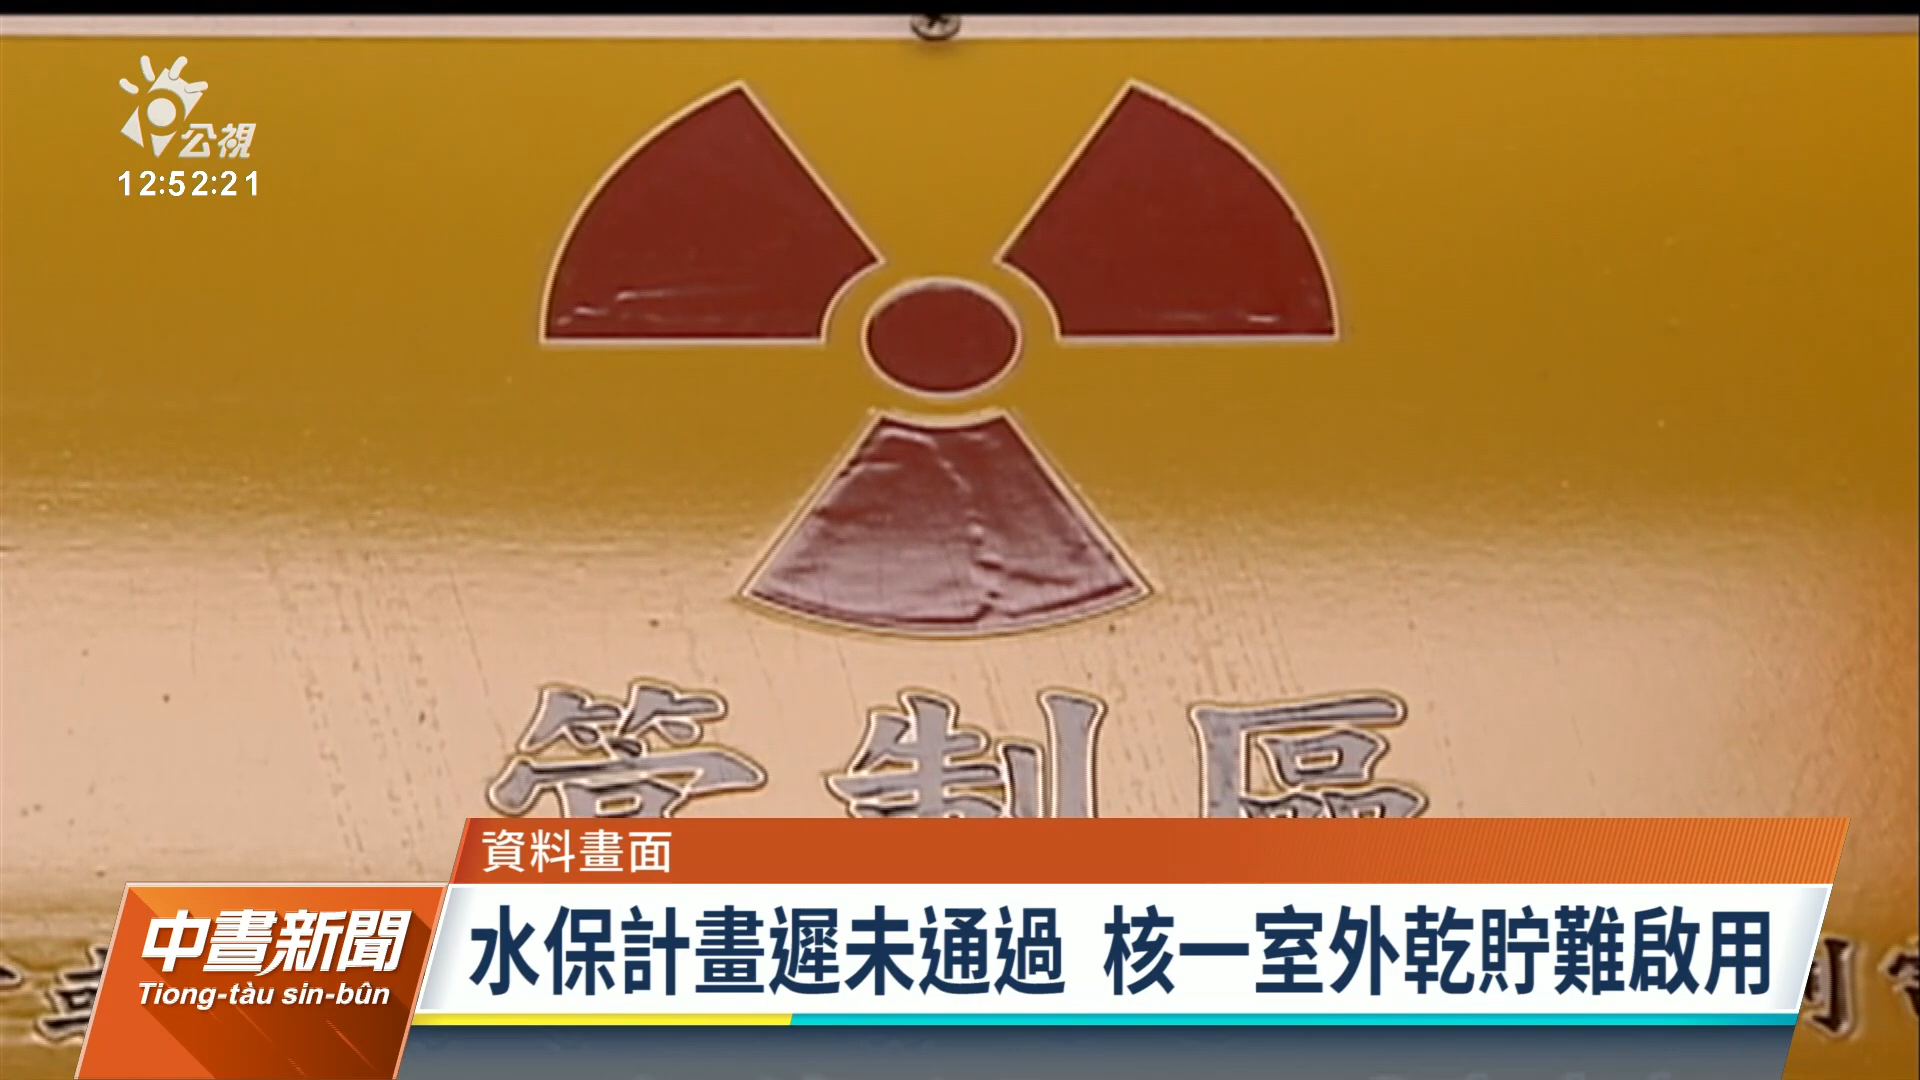 公視
12:52:21
管制區
資料畫面
水保計畫遲未通過 核一室外乾貯難啟用
中晝新聞
Tiong-tàu sin-bûn